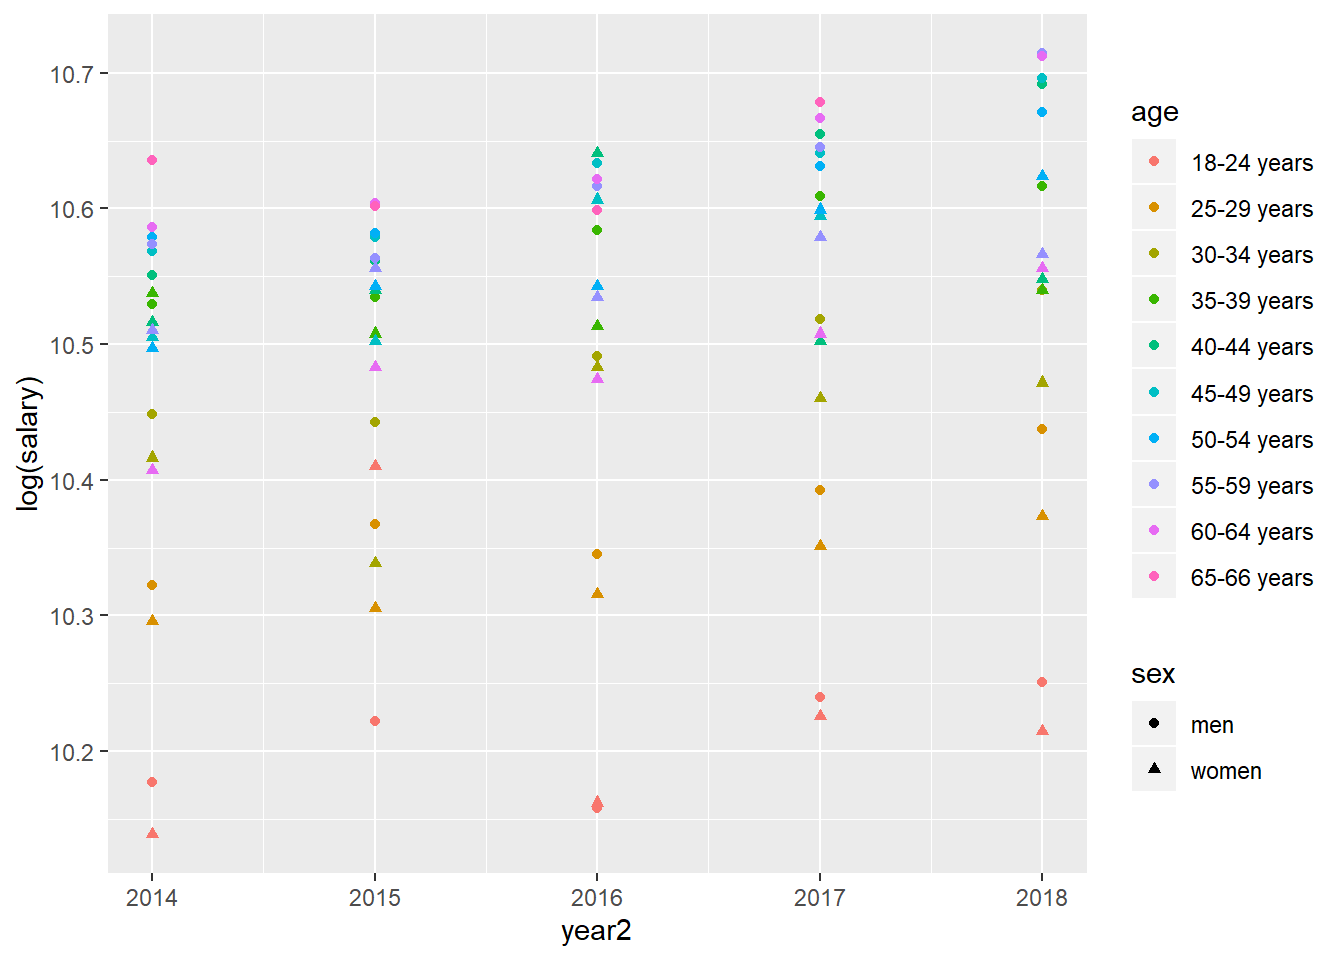 10.7
10.6
10.5
10.4
10.3
10.2
log(salary)
2014
2015
2016
2017
2018
year2
age
18-24 years
25-29 years
30-34 years
35-39 years
40-44 years
45-49 years
50-54 years
55-59 years
60-64 years
65-66 years
sex
men
women